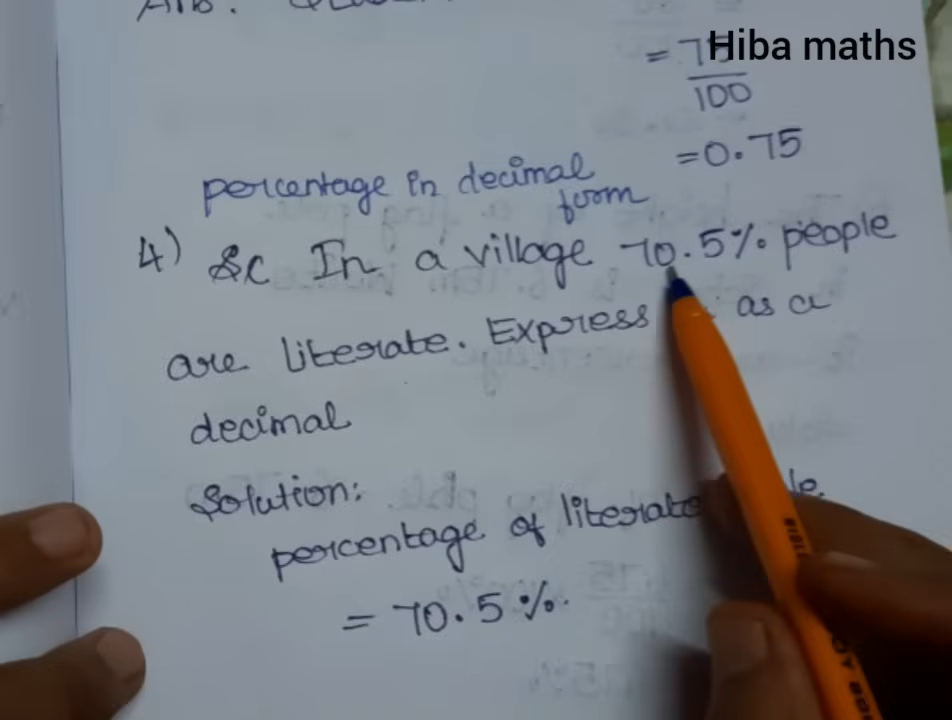 Ans.
Hiba maths
= 75
100
= 0.75
percentage in decimal
form
4) &c In a village 70.5% people
are literate. Express as a
decimal
Solution:
percentage of literate
= 70.5 %.